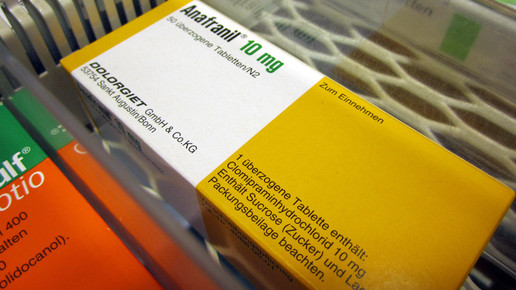 Anafranil® 10 mg
50 überzogene Tabletten/N2
DOLORGIET GmbH & Co.KG
53754 Sankt Augustin/Bonn
Zum Einnehmen
1 überzogene Tablette enthält:
Clomipraminhydrochlorid 10 mg
Enthält Sucrose (Zucker) und
Packungsbeilage beachten.
alf®
otio
400
alten
olidocanol).